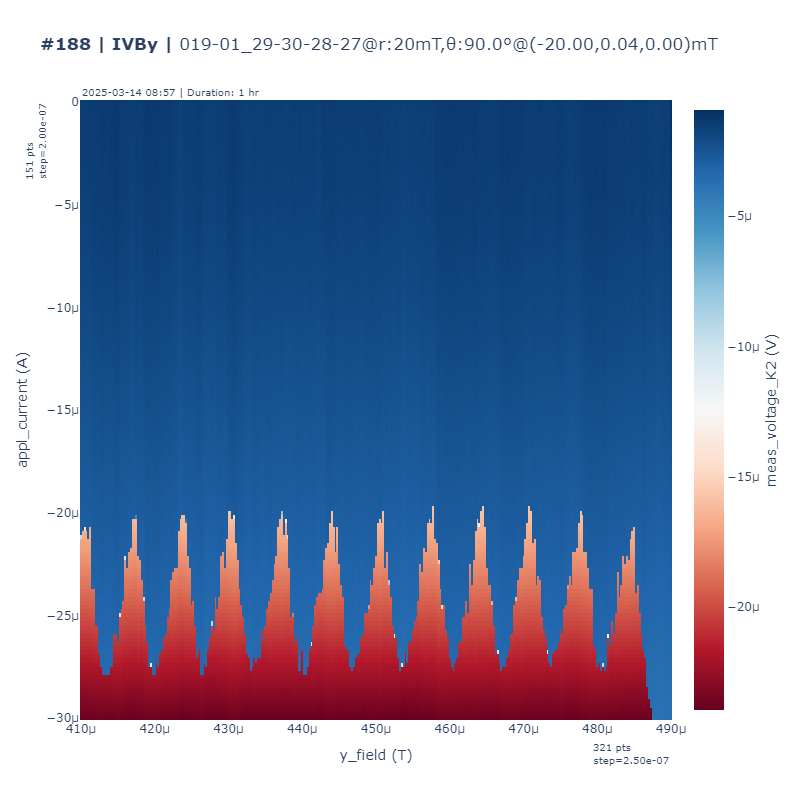 #188 | IVBy | 019-01_29-30-28-27@r:20mT,θ:90.0°@(-20.00,0.04,0.00)mT
2025-03-14 08:57 | Duration: 1 hr
151 pts
step=2.00e-07
appl_current (A)
0
−5μ
−10μ
−15μ
−20μ
−25μ
−30μ
410μ
420μ
430μ
440μ
450μ
460μ
470μ
480μ
490μ
y_field (T)
321 pts
step=2.50e-07
−5μ
−10μ
−15μ
−20μ
meas_voltage_K2 (V)